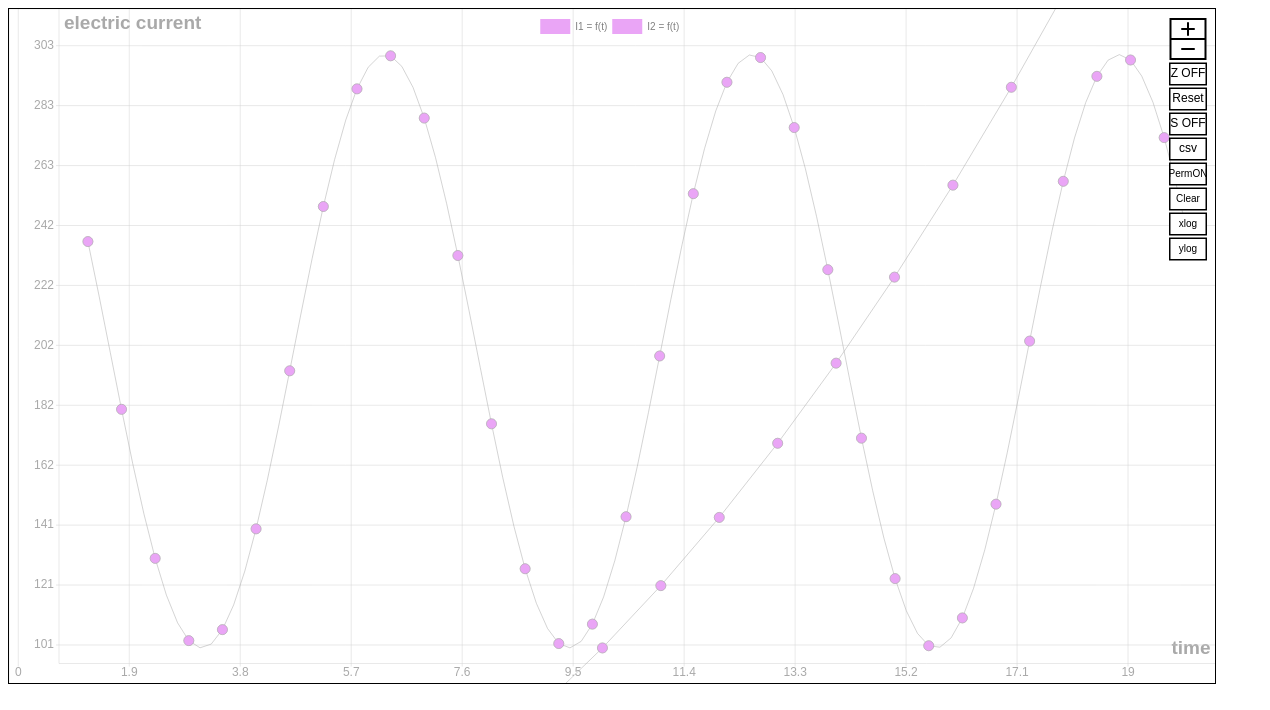 electric current
I1 = f(t) I2 = f(t)
+
−
Z OFF
Reset
S OFF
csv
PermON
Clear
xlog
ylog
303
283
263
242
222
202
182
162
141
121
101
time
0 1.9 3.8 5.7 7.6 9.5 11.4 13.3 15.2 17.1 19